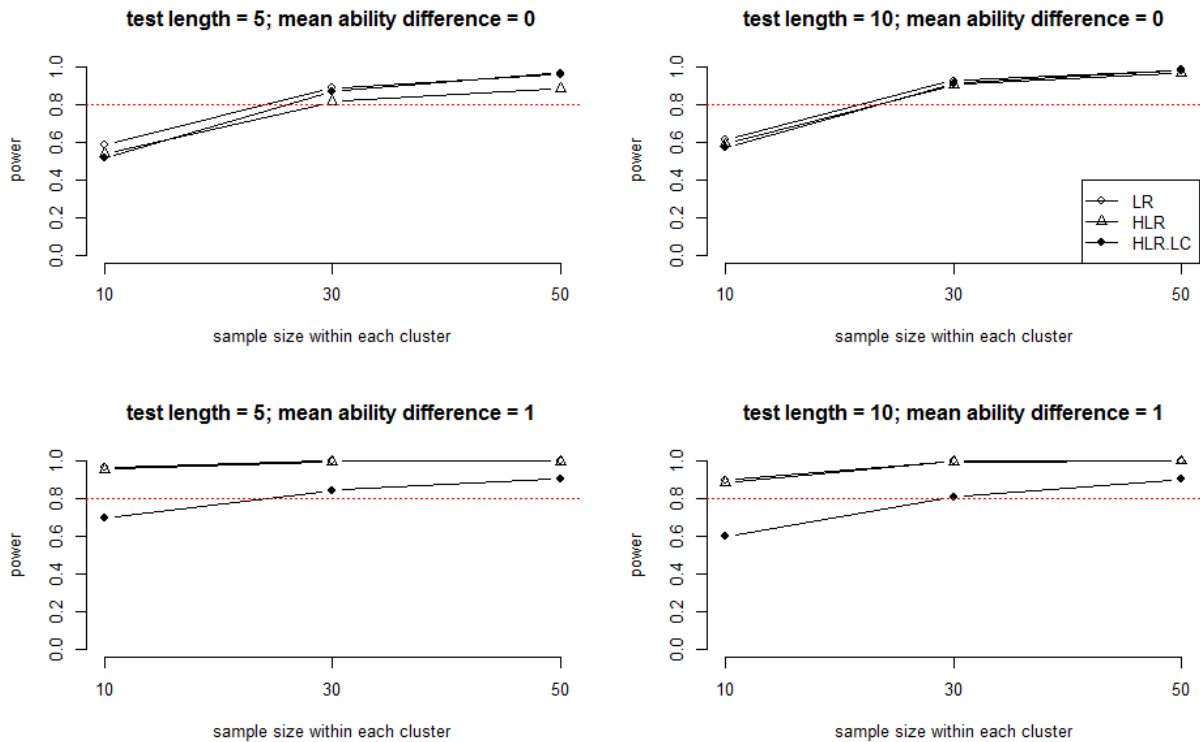 test length = 5; mean ability difference = 0
power
0.0 0.2 0.4 0.6 0.8 1.0
10 30 50
sample size within each cluster
test length = 10; mean ability difference = 0
power
0.0 0.2 0.4 0.6 0.8 1.0
LR
HLR
HLR.LC
10 30 50
sample size within each cluster
test length = 5; mean ability difference = 1
power
0.0 0.2 0.4 0.6 0.8 1.0
10 30 50
sample size within each cluster
test length = 10; mean ability difference = 1
power
0.0 0.2 0.4 0.6 0.8 1.0
10 30 50
sample size within each cluster